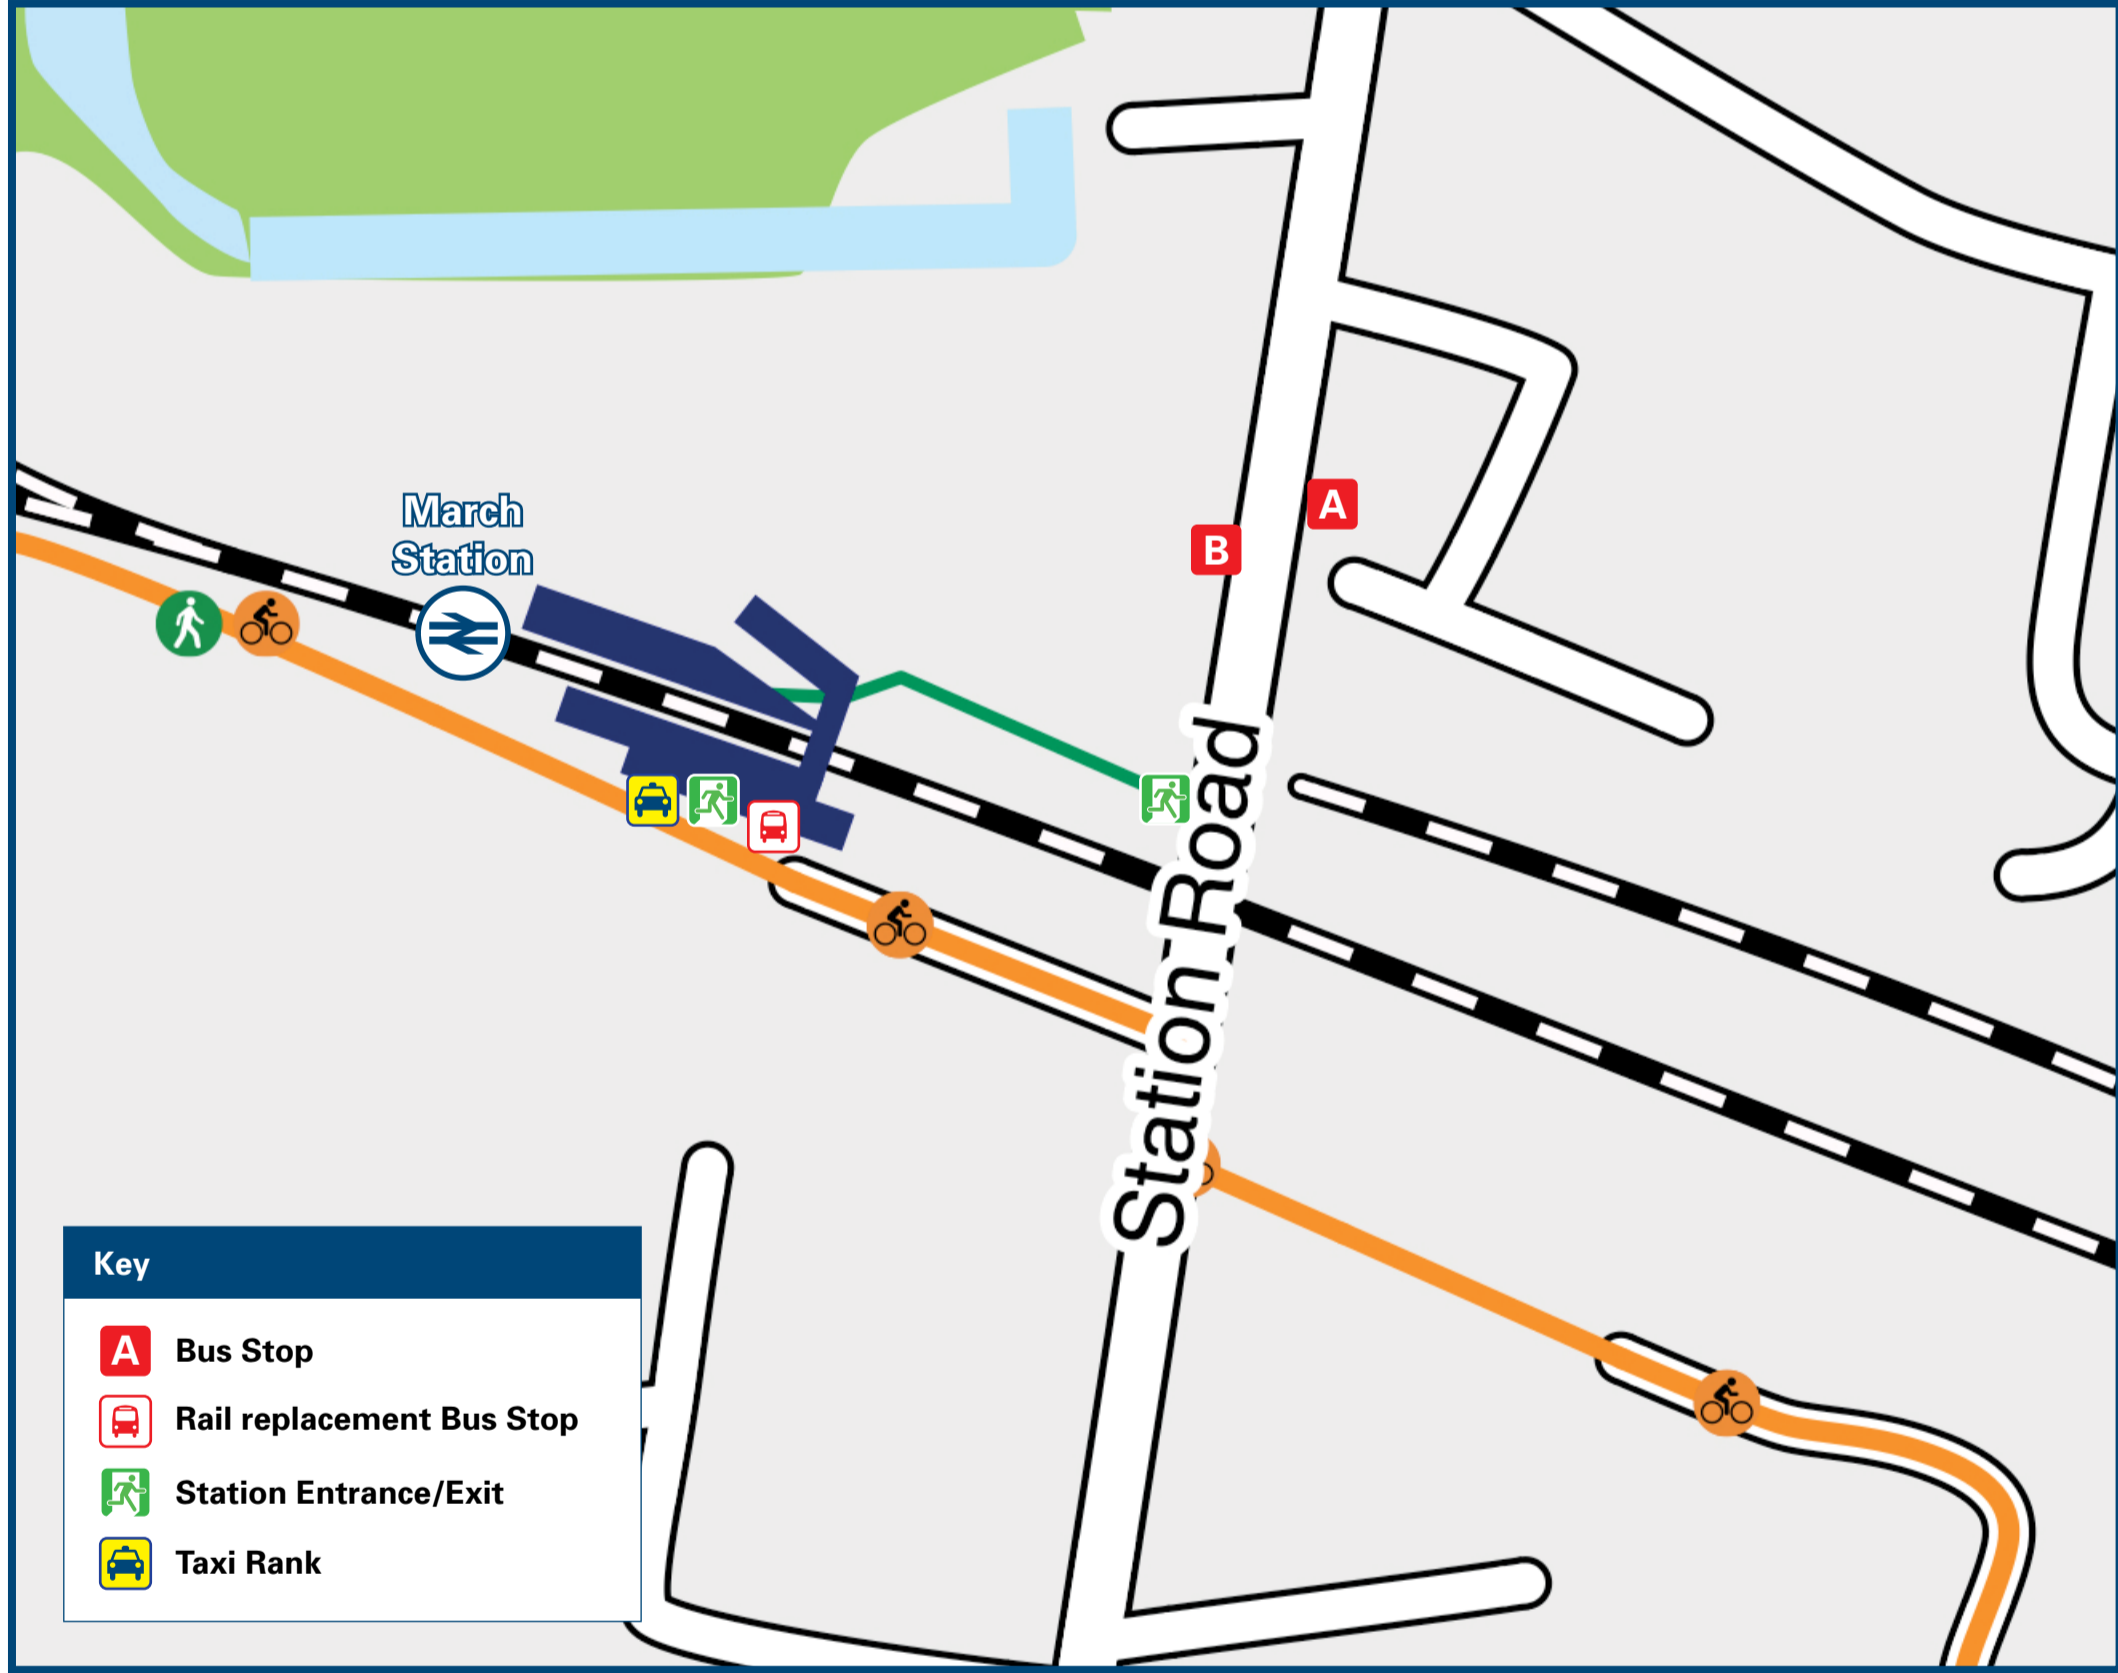 March
Station
A
B
Station Road
Key
A Bus Stop
Rail replacement Bus Stop
Station Entrance/Exit
Taxi Rank